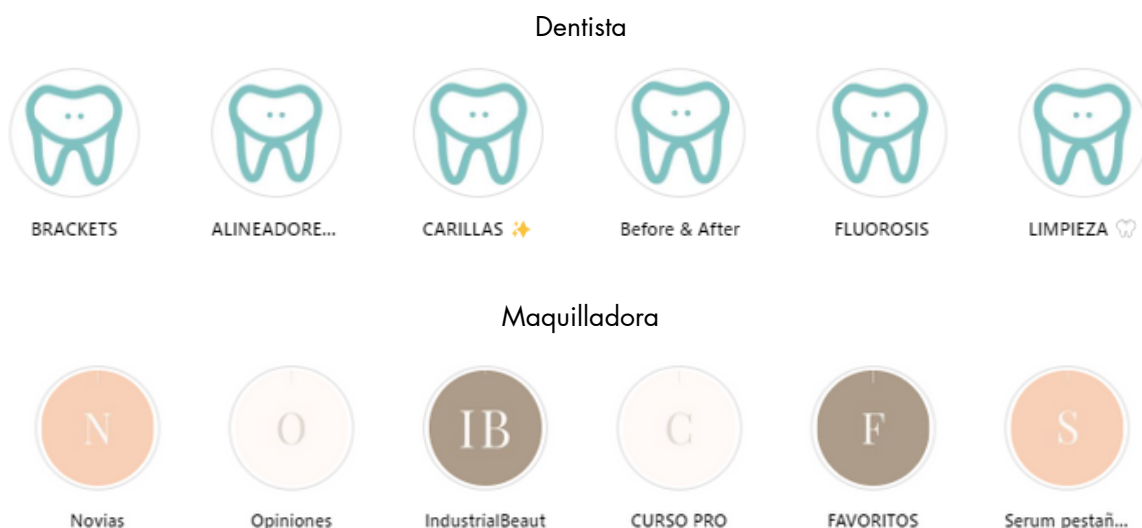 Dentista
BRACKETS ALINEADORE... CARILLAS ✨ Before & After FLUOROSIS LIMPIEZA 🦷
Maquilladora
N O IB C F S
Novias Opiniones IndustrialBeaut CURSO PRO FAVORITOS Serum pestañ...